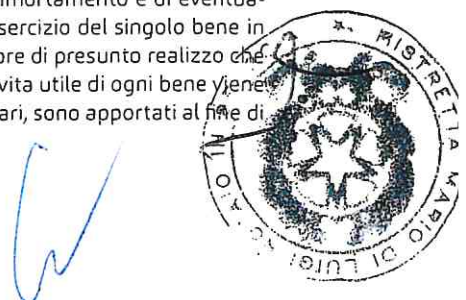 mmortamento e di eventua-
sercizio del singolo bene in
ore di presunto realizzo che
vita utile di ogni bene viene
ari, sono apportati al fine di
MISTRETTA MARIO DI LUIGI
IN